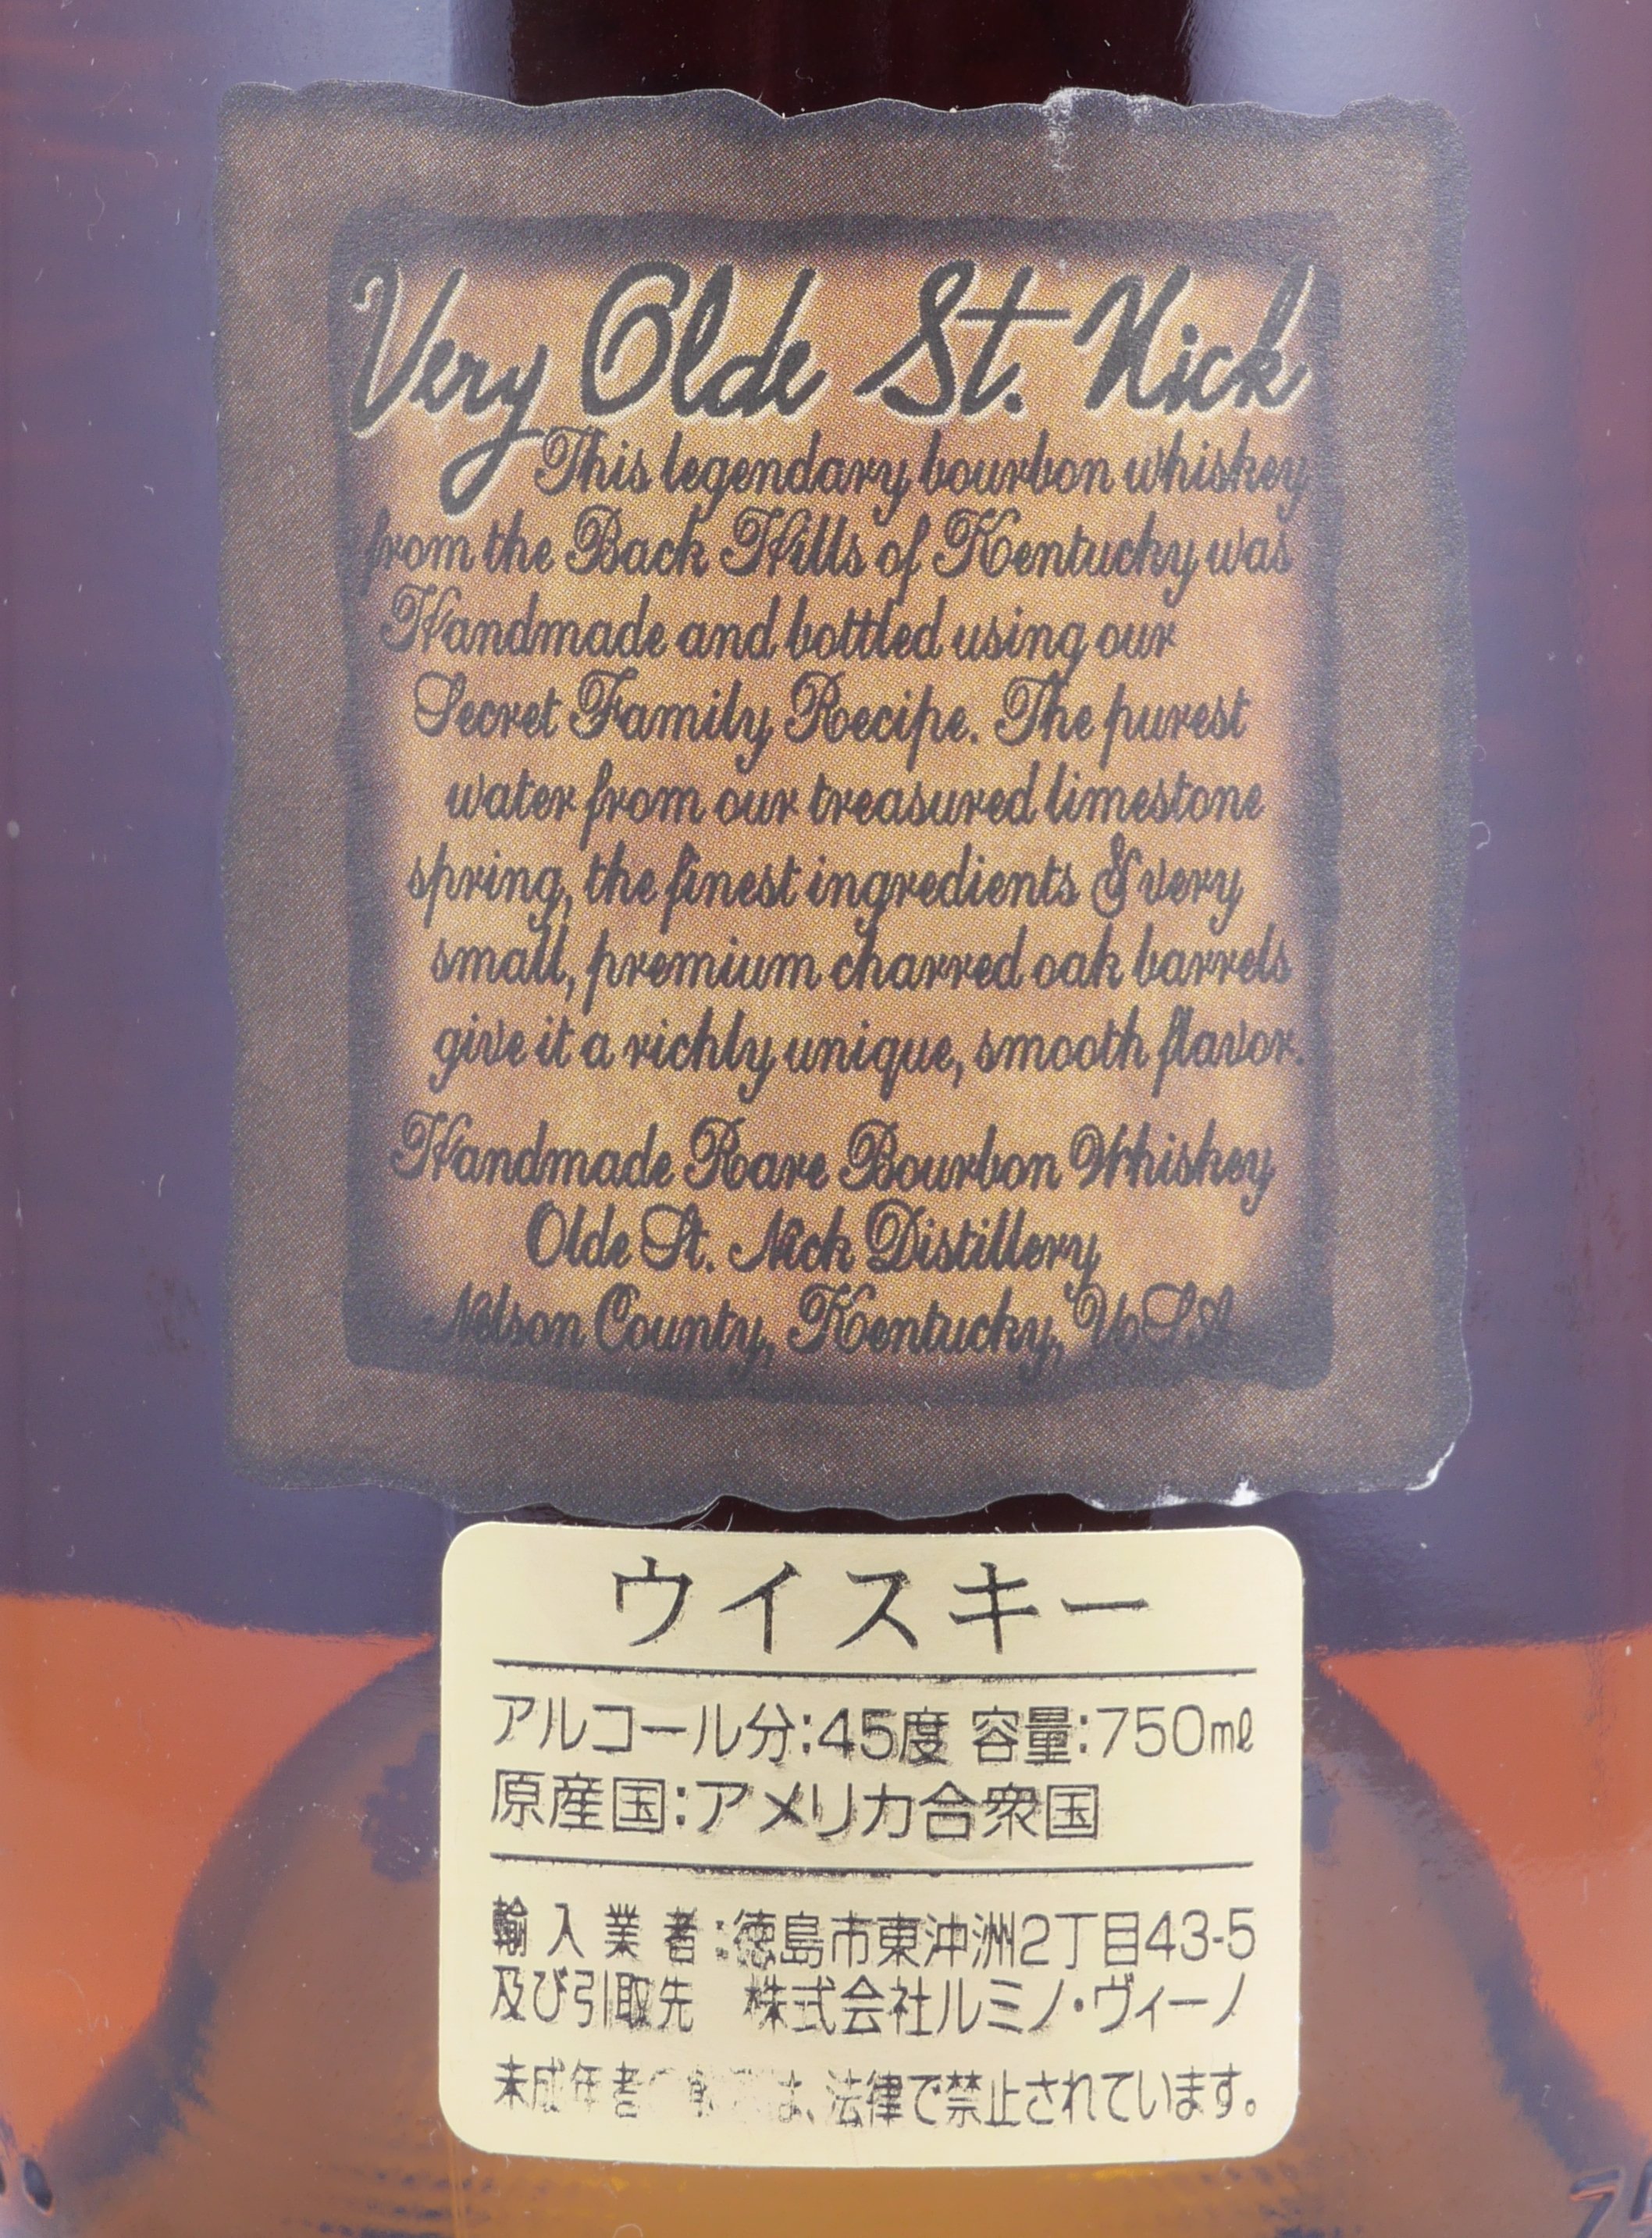 Very Olde St. Nick
This legendary bourbon whiskey
from the Back Hills of Kentucky was
Handmade and bottled using our
Secret Family Recipe. The purest
water from our treasured limestone
spring, the finest ingredients & very
small, premium charred oak barrels
give it a richly unique, smooth flavor.
Handmade Rare Bourbon Whiskey
Olde St. Nick Distillery
Nelson County, Kentucky, U.S.A.
ウイスキー
アルコール分:45度 容量:750ml
原産国:アメリカ合衆国
輸入業者:徳島市東沖洲2丁目43-5
及び引取先 株式会社ルミノ・ヴィーノ
未成年者の は、法律で禁止されています。